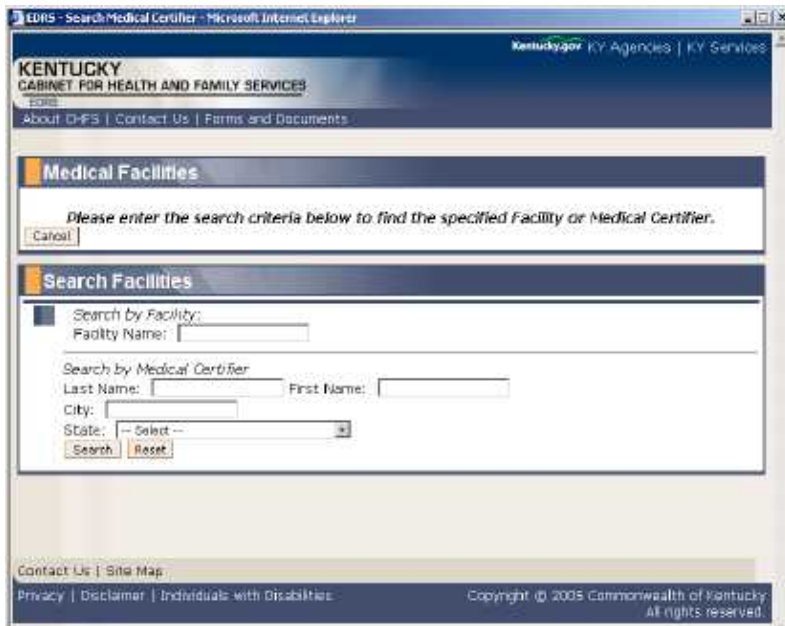 EDRS - Search Medical Certifier - Microsoft Internet Explorer
Kentucky.gov KY Agencies | KY Services
KENTUCKY
CABINET FOR HEALTH AND FAMILY SERVICES
EDRS
About CHFS | Contact Us | Forms and Documents
Medical Facilities
Please enter the search criteria below to find the specified Facility or Medical Certifier.
Cancel
Search Facilities
Search by Facility:
Facility Name:
Search by Medical Certifier
Last Name: First Name:
City:
State: -- Select --
Search Reset
Contact Us | Site Map
Privacy | Disclaimer | Individuals with Disabilities
Copyright © 2005 Commonwealth of Kentucky
All rights reserved.